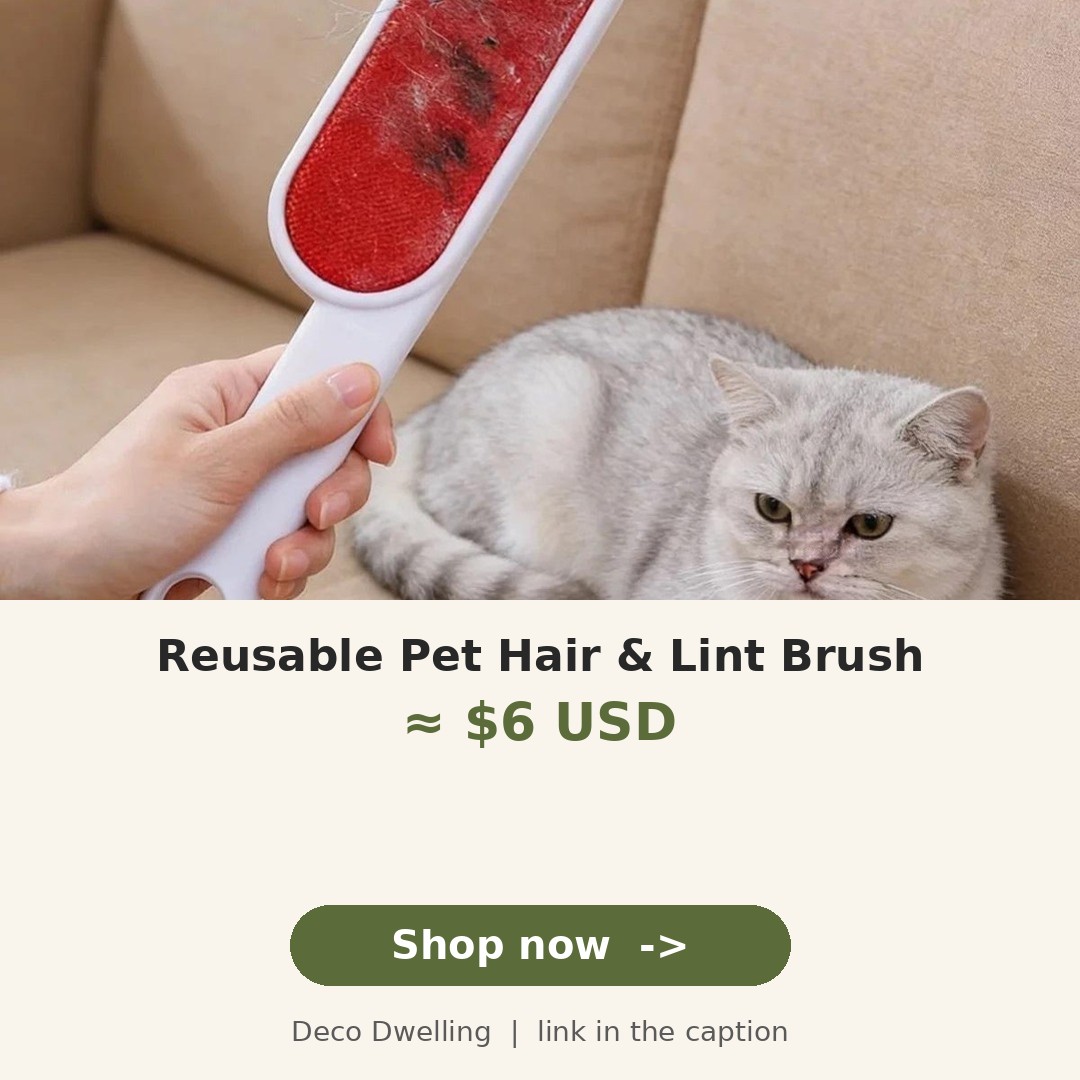 Reusable Pet Hair & Lint Brush
≈ $6 USD
Shop now ->
Deco Dwelling | link in the caption